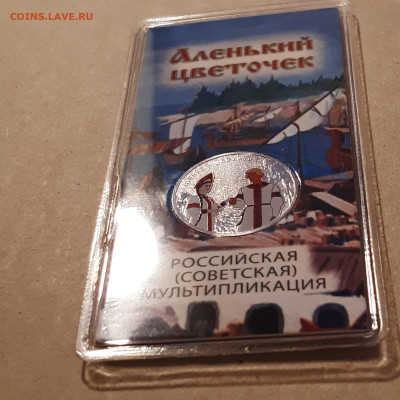 COINS.LAVE.RU
Аленький
цветочек
РОССИЙСКАЯ
(СОВЕТСКАЯ)
МУЛЬТИПЛИКАЦИЯ